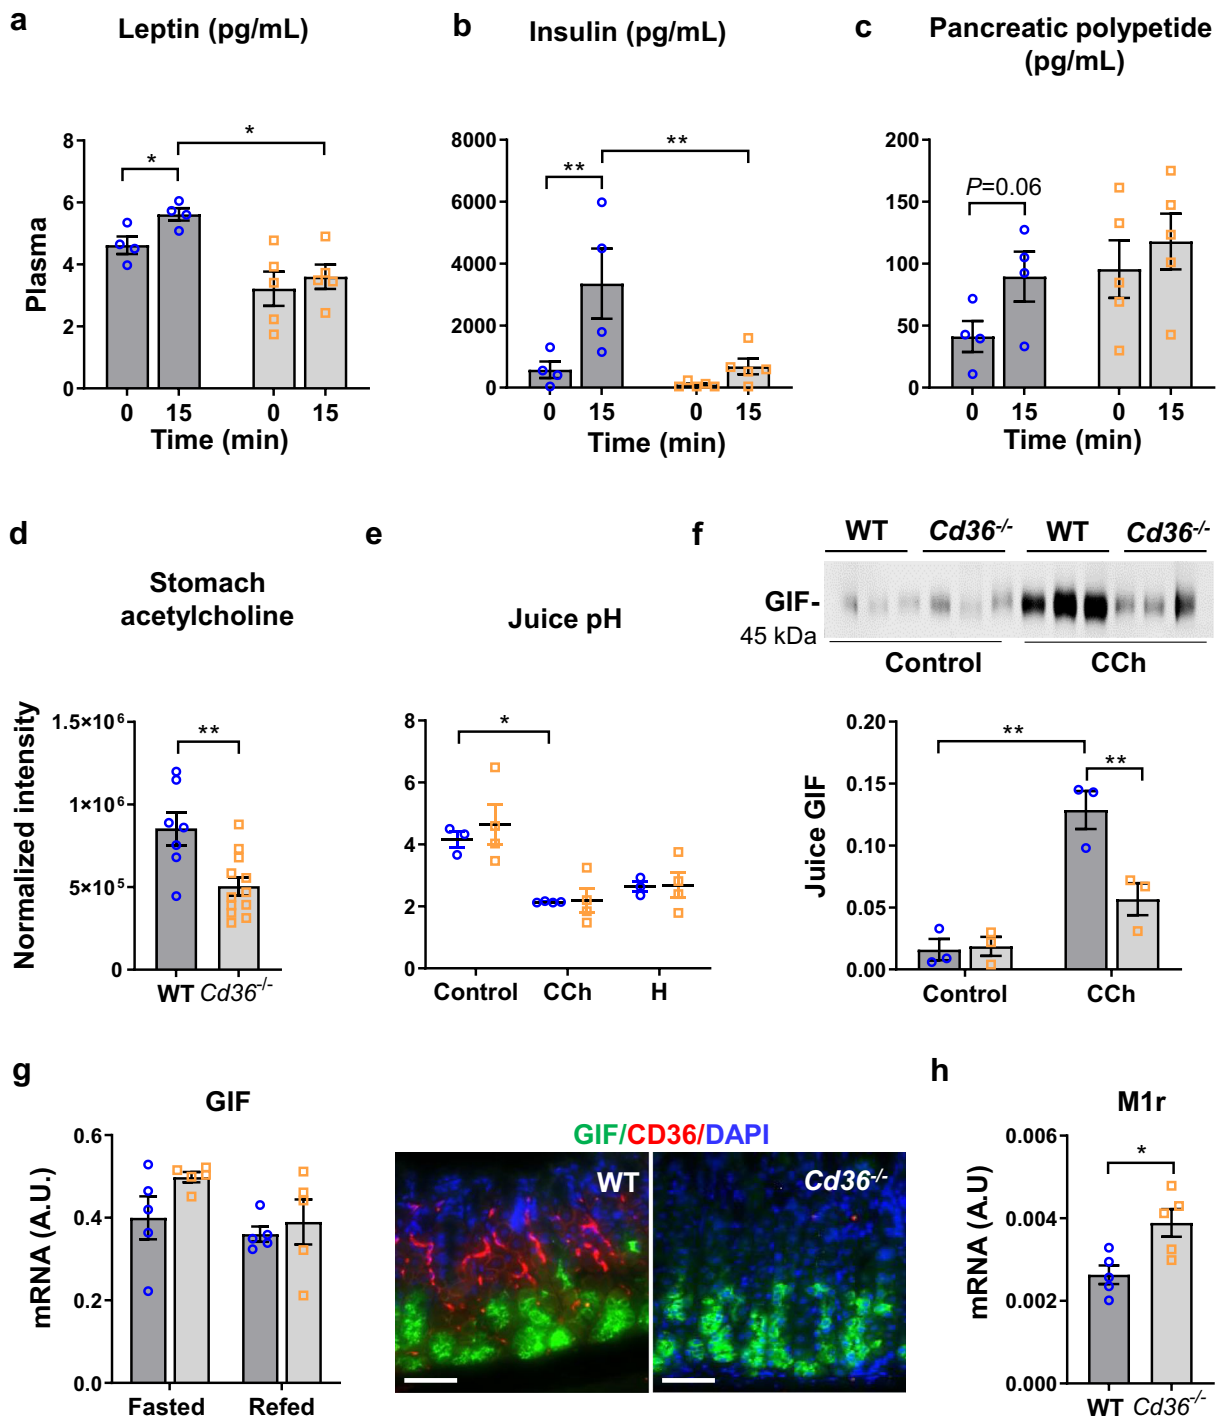 a
Leptin (pg/mL)
b
Insulin (pg/mL)
c
Pancreatic polypetide
(pg/mL)
Plasma
8
6
4
2
0
*
*
0
15
0
15
Time (min)
8000
6000
4000
2000
0
**
**
0
15
0
15
Time (min)
200
150
100
50
0
P=0.06
0
15
0
15
Time (min)
d
Stomach
acetylcholine
Normalized intensity
1.5×10⁶
1×10⁶
5×10⁵
0
**
WT Cd36-/-
e
Juice pH
8
6
4
2
0
*
Control
CCh
H
f
WT
Cd36-/-
WT
Cd36-/-
GIF-
45 kDa
Control
CCh
Juice GIF
0.20
0.15
0.10
0.05
0.00
**
**
Control
CCh
g
GIF
mRNA (A.U.)
0.6
0.4
0.2
0.0
Fasted
Refed
GIF/CD36/DAPI
WT
Cd36-/-
h
M1r
mRNA (A.U)
0.006
0.004
0.002
0.000
*
WT Cd36-/-